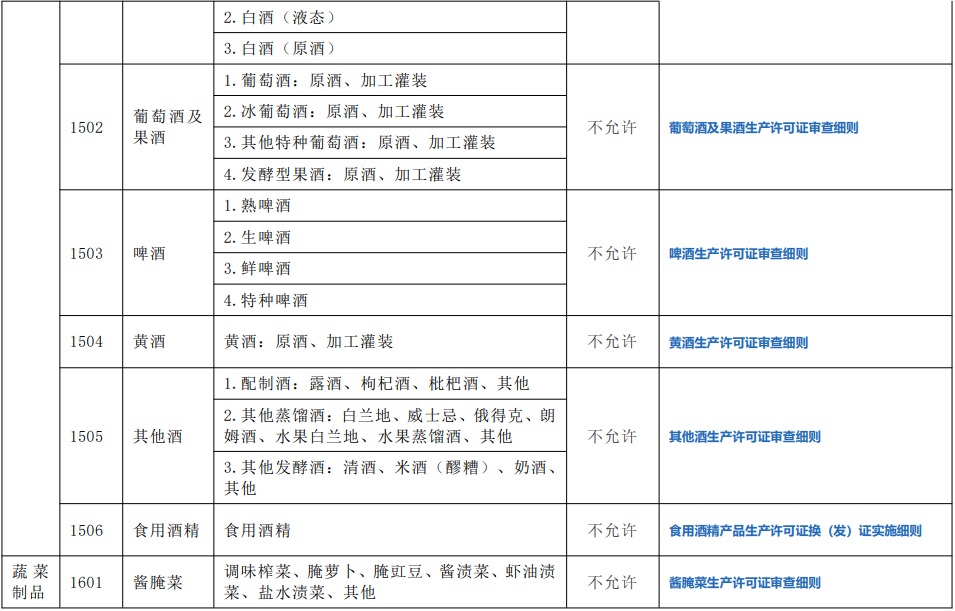 2.白酒（液态）
3.白酒（原酒）
1502
葡萄酒及
果酒
1.葡萄酒：原酒、加工灌装
2.冰葡萄酒：原酒、加工灌装
3.其他特种葡萄酒：原酒、加工灌装
4.发酵型果酒：原酒、加工灌装
不允许
葡萄酒及果酒生产许可证审查细则
1503
啤酒
1.熟啤酒
2.生啤酒
3.鲜啤酒
4.特种啤酒
不允许
啤酒生产许可证审查细则
1504
黄酒
黄酒：原酒、加工灌装
不允许
黄酒生产许可证审查细则
1505
其他酒
1.配制酒：露酒、枸杞酒、枇杷酒、其他
2.其他蒸馏酒：白兰地、威士忌、俄得克、朗
姆酒、水果白兰地、水果蒸馏酒、其他
3.其他发酵酒：清酒、米酒（醪糟）、奶酒、
其他
不允许
其他酒生产许可证审查细则
1506
食用酒精
食用酒精
不允许
食用酒精产品生产许可证换（发）证实施细则
蔬菜
制品
1601
酱腌菜
调味榨菜、腌萝卜、腌豇豆、酱渍菜、虾油渍
菜、盐水渍菜、其他
不允许
酱腌菜生产许可证审查细则